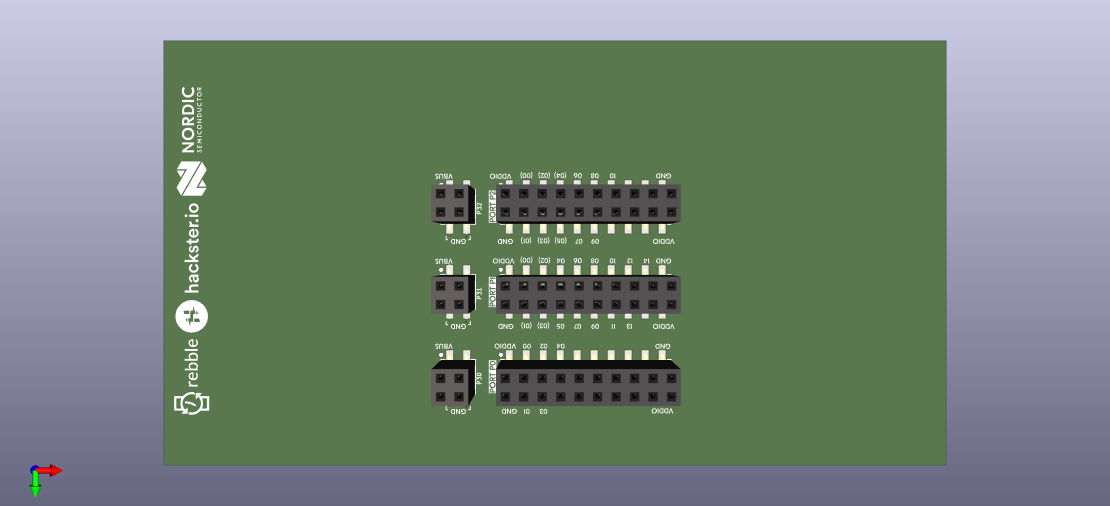 NORDIC
SEMICONDUCTOR
hackster.io
rebble
VBUS
VDDIO (00) (02) (04) 06 08 10 GND
P32
PORT P2
1 GND
GND (01) (03) (05) 07 09 VDDIO
VBUS
VDDIO (00) (02) 04 06 08 10 12 14 GND
P31
PORT P1
1 GND
GND (01) (03) 05 07 09 11 13 VDDIO
VBUS
VDDIO 00 02 04 GND
P30
PORT P0
1 GND
GND 01 03 VDDIO